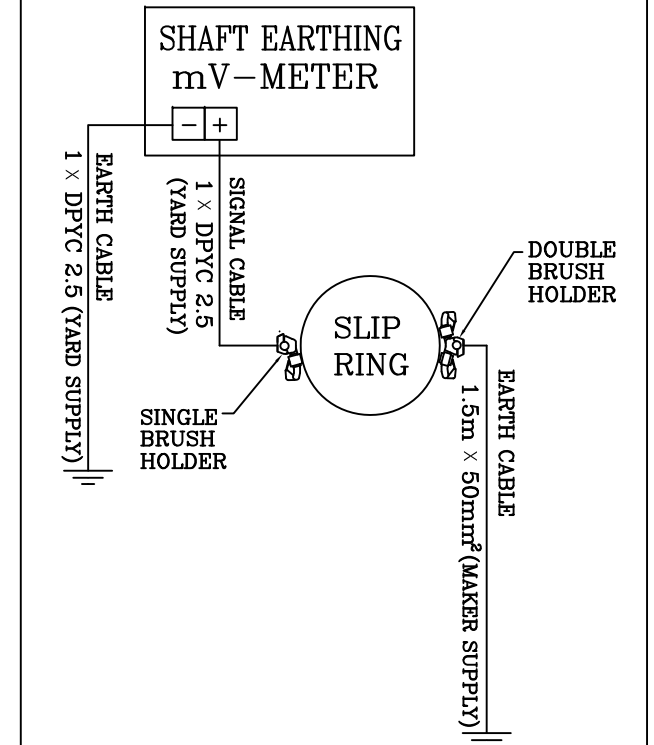 SHAFT EARTHING
mV-METER
- +
EARTH CABLE
1 × DPYC 2.5 (YARD SUPPLY)
SIGNAL CABLE
1 × DPYC 2.5
(YARD SUPPLY)
SLIP
RING
DOUBLE
BRUSH
HOLDER
SINGLE
BRUSH
HOLDER
EARTH CABLE
1.5m × 50mm² (MAKER SUPPLY)